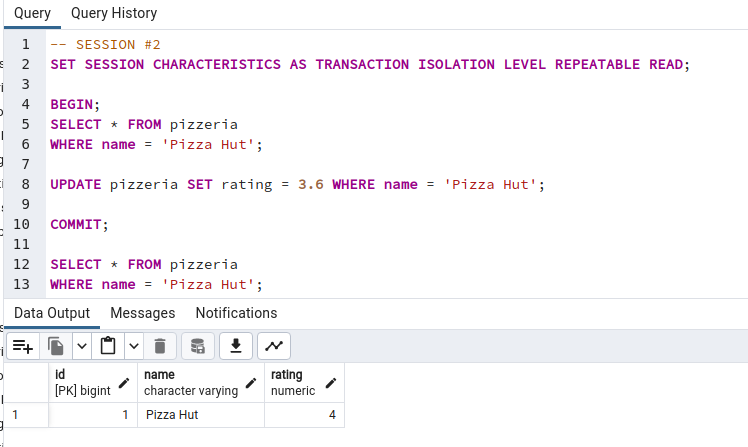 Query Query History
1 -- SESSION #2
2 SET SESSION CHARACTERISTICS AS TRANSACTION ISOLATION LEVEL REPEATABLE READ;
3
4 BEGIN;
5 SELECT * FROM pizzeria
6 WHERE name = 'Pizza Hut';
7
8 UPDATE pizzeria SET rating = 3.6 WHERE name = 'Pizza Hut';
9
10 COMMIT;
11
12 SELECT * FROM pizzeria
13 WHERE name = 'Pizza Hut';
Data Output Messages Notifications
id name rating
[PK] bigint character varying numeric
1 1 Pizza Hut 4